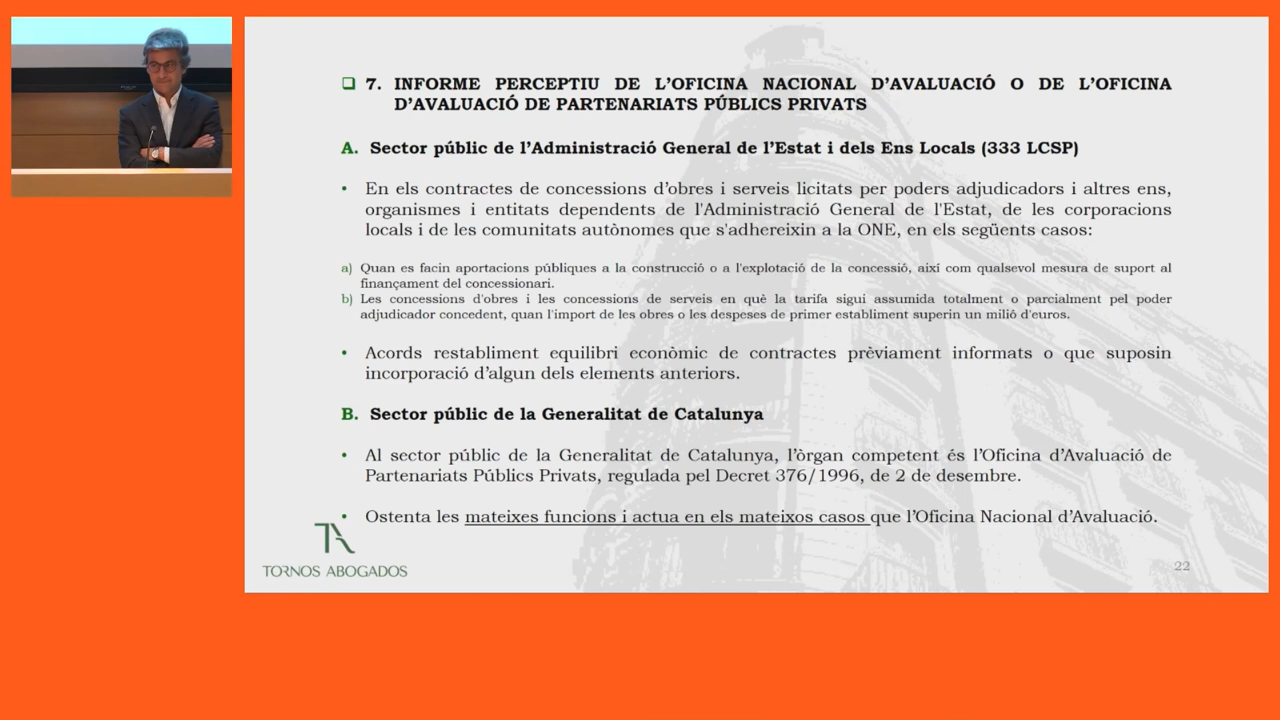 ❑ 7. INFORME PERCEPTIU DE L'OFICINA NACIONAL D'AVALUACIÓ O DE L'OFICINA
D'AVALUACIÓ DE PARTENARIATS PÚBLICS PRIVATS
A. Sector públic de l'Administració General de l'Estat i dels Ens Locals (333 LCSP)
• En els contractes de concessions d'obres i serveis licitats per poders adjudicadors i altres ens,
organismes i entitats dependents de l'Administració General de l'Estat, de les corporacions
locals i de les comunitats autònomes que s'adhereixin a la ONE, en els següents casos:
a) Quan es facin aportacions públiques a la construcció o a l'explotació de la concessió, així com qualsevol mesura de suport al
finançament del concessionari.
b) Les concessions d'obres i les concessions de serveis en què la tarifa sigui assumida totalment o parcialment pel poder
adjudicador concedent, quan l'import de les obres o les despeses de primer establiment superin un milió d'euros.
• Acords restabliment equilibri econòmic de contractes prèviament informats o que suposin
incorporació d'algun dels elements anteriors.
B. Sector públic de la Generalitat de Catalunya
• Al sector públic de la Generalitat de Catalunya, l'òrgan competent és l'Oficina d'Avaluació de
Partenariats Públics Privats, regulada pel Decret 376/1996, de 2 de desembre.
• Ostenta les mateixes funcions i actua en els mateixos casos que l'Oficina Nacional d'Avaluació.
TORNOS ABOGADOS
22